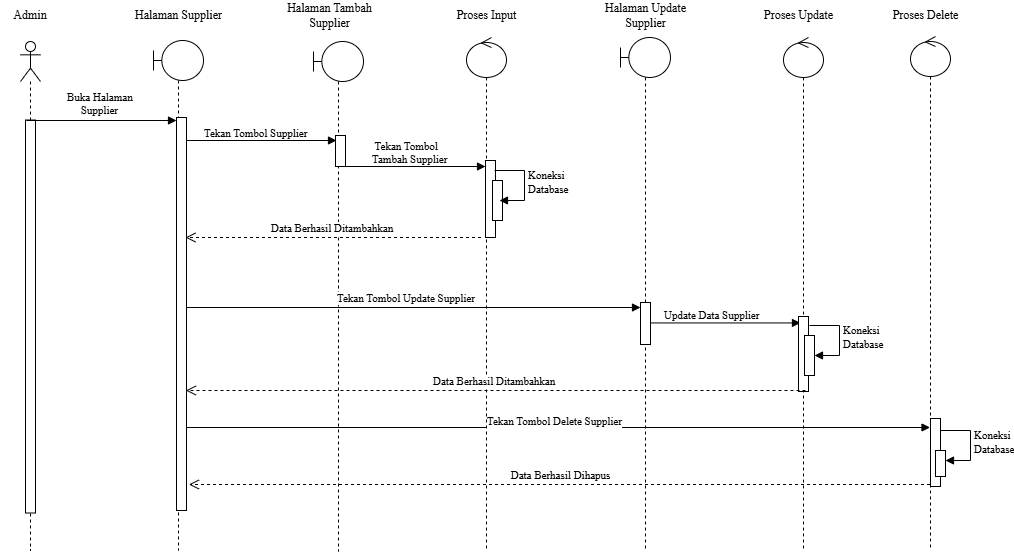 Admin
Halaman Supplier
Halaman Tambah
Supplier
Proses Input
Halaman Update
Supplier
Proses Update
Proses Delete
Buka Halaman
Supplier
Tekan Tombol Supplier
Tekan Tombol
Tambah Supplier
Koneksi
Database
Data Berhasil Ditambahkan
Tekan Tombol Update Supplier
Update Data Supplier
Koneksi
Database
Data Berhasil Ditambahkan
Tekan Tombol Delete Supplier
Koneksi
Database
Data Berhasil Dihapus